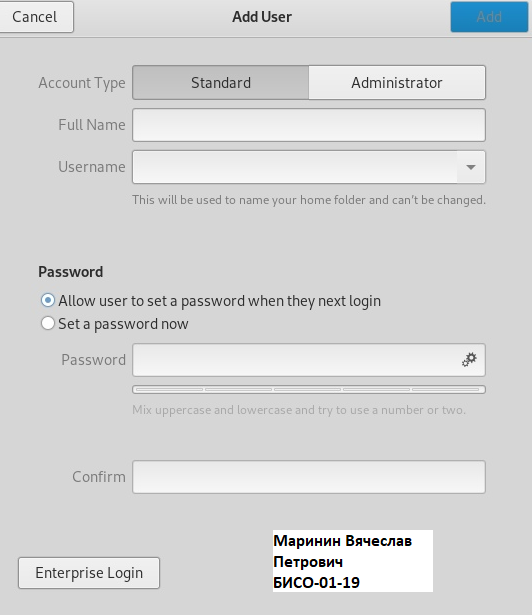 Cancel Add User Add
Account Type Standard Administrator
Full Name
Username
This will be used to name your home folder and can't be changed.
Password
Allow user to set a password when they next login
Set a password now
Password
Mix uppercase and lowercase and try to use a number or two.
Confirm
Enterprise Login
Маринин Вячеслав
Петрович
БИСО-01-19